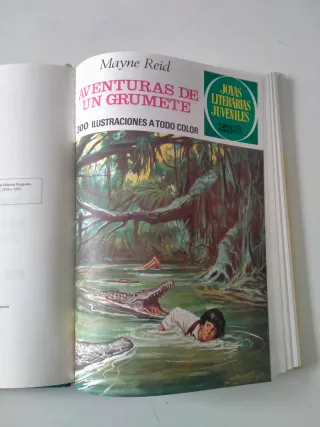 Mayne Reid
AVENTURAS DE
UN GRUMETE
300 ILUSTRACIONES A TODO COLOR
JOYAS
LITERARIAS
JUVENILES